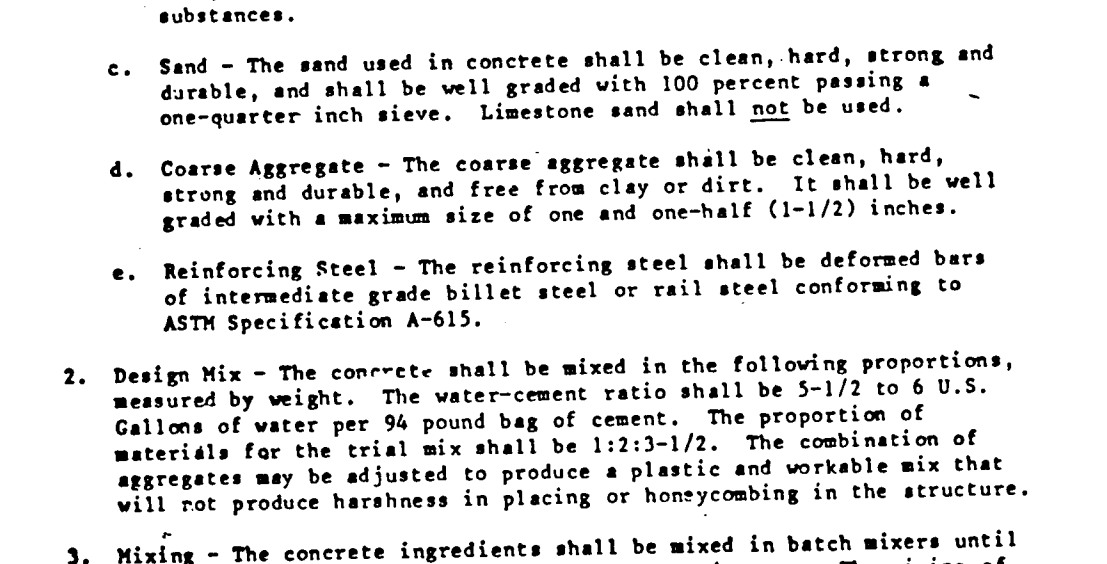 substances.
c. Sand - The sand used in concrete shall be clean, hard, strong and
durable, and shall be well graded with 100 percent passing a
one-quarter inch sieve. Limestone sand shall not be used.
d. Coarse Aggregate - The coarse aggregate shall be clean, hard,
strong and durable, and free from clay or dirt. It shall be well
graded with a maximum size of one and one-half (1-1/2) inches.
e. Reinforcing Steel - The reinforcing steel shall be deformed bars
of intermediate grade billet steel or rail steel conforming to
ASTM Specification A-615.
2. Design Mix - The concrete shall be mixed in the following proportions,
measured by weight. The water-cement ratio shall be 5-1/2 to 6 U.S.
Gallons of water per 94 pound bag of cement. The proportion of
materials for the trial mix shall be 1:2:3-1/2. The combination of
aggregates may be adjusted to produce a plastic and workable mix that
will not produce harshness in placing or honeycombing in the structure.
3. Mixing - The concrete ingredients shall be mixed in batch mixers until